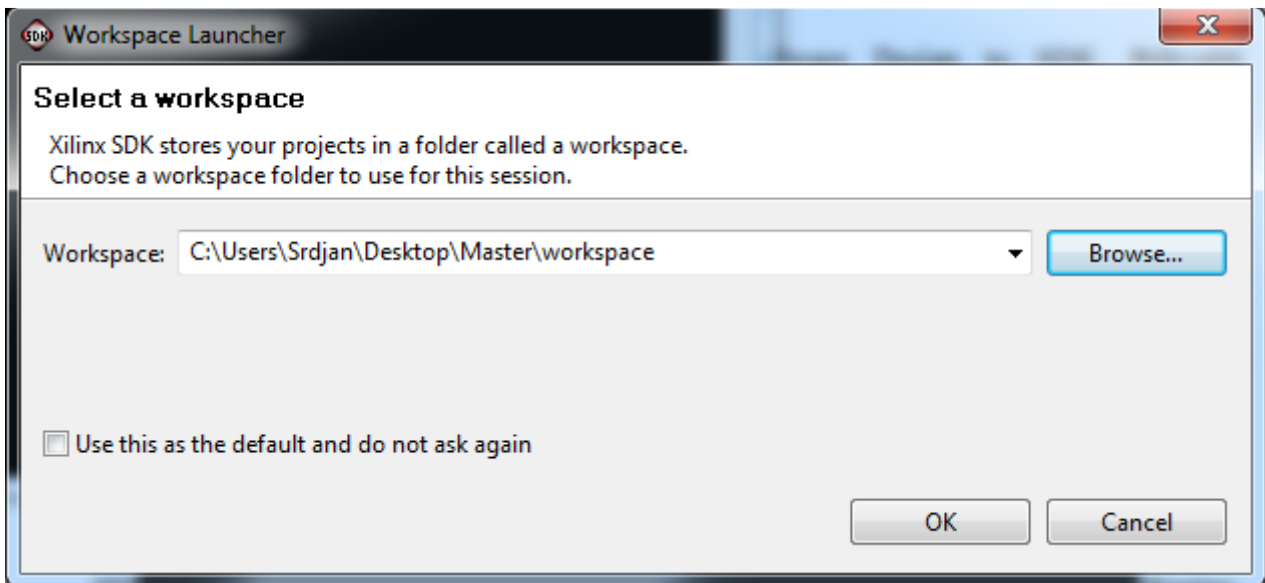 SDK Workspace Launcher
Select a workspace
Xilinx SDK stores your projects in a folder called a workspace.
Choose a workspace folder to use for this session.
Workspace: C:\Users\Srdjan\Desktop\Master\workspace Browse...
Use this as the default and do not ask again
OK Cancel